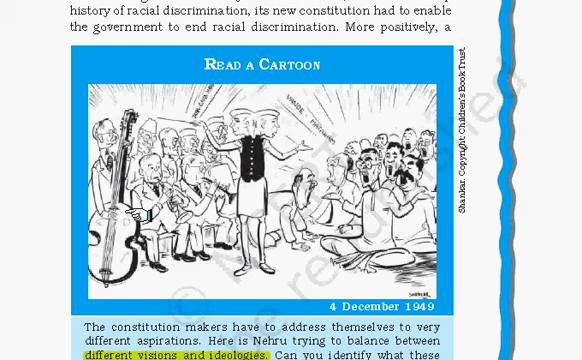 history of racial discrimination, its new constitution had to enable
the government to end racial discrimination. More positively, a
READ A CARTOON
Shankar. Copyright: Children's Book Trust
4 December 1949
The constitution makers have to address themselves to very
different aspirations. Here is Nehru trying to balance between
different visions and ideologies. Can you identify what these